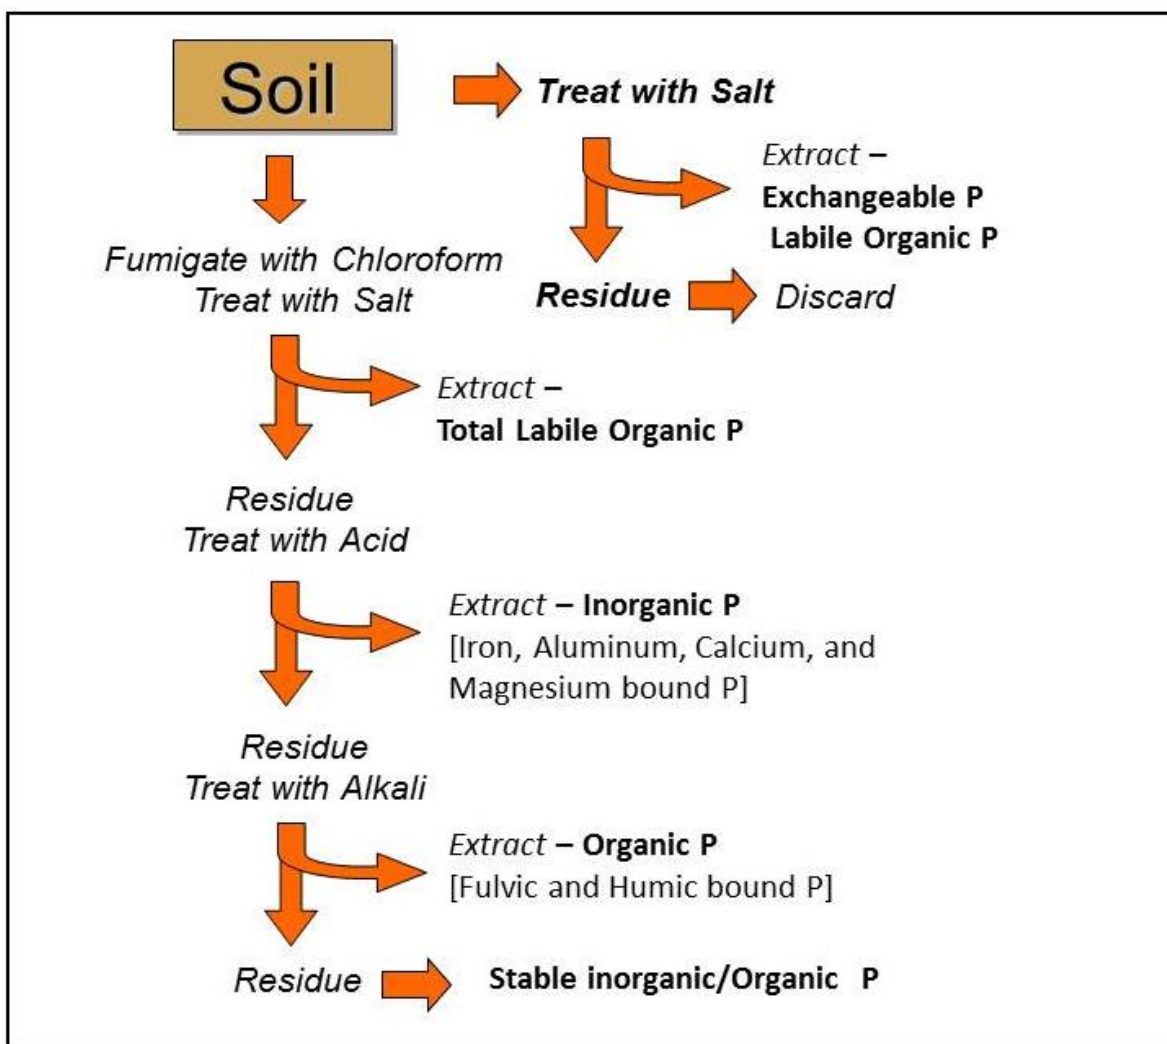 Soil
Treat with Salt
Extract –
Exchangeable P
Labile Organic P
Fumigate with Chloroform
Treat with Salt
Residue
Discard
Extract –
Total Labile Organic P
Residue
Treat with Acid
Extract – Inorganic P
[Iron, Aluminum, Calcium, and
Magnesium bound P]
Residue
Treat with Alkali
Extract – Organic P
[Fulvic and Humic bound P]
Residue
Stable inorganic/Organic P